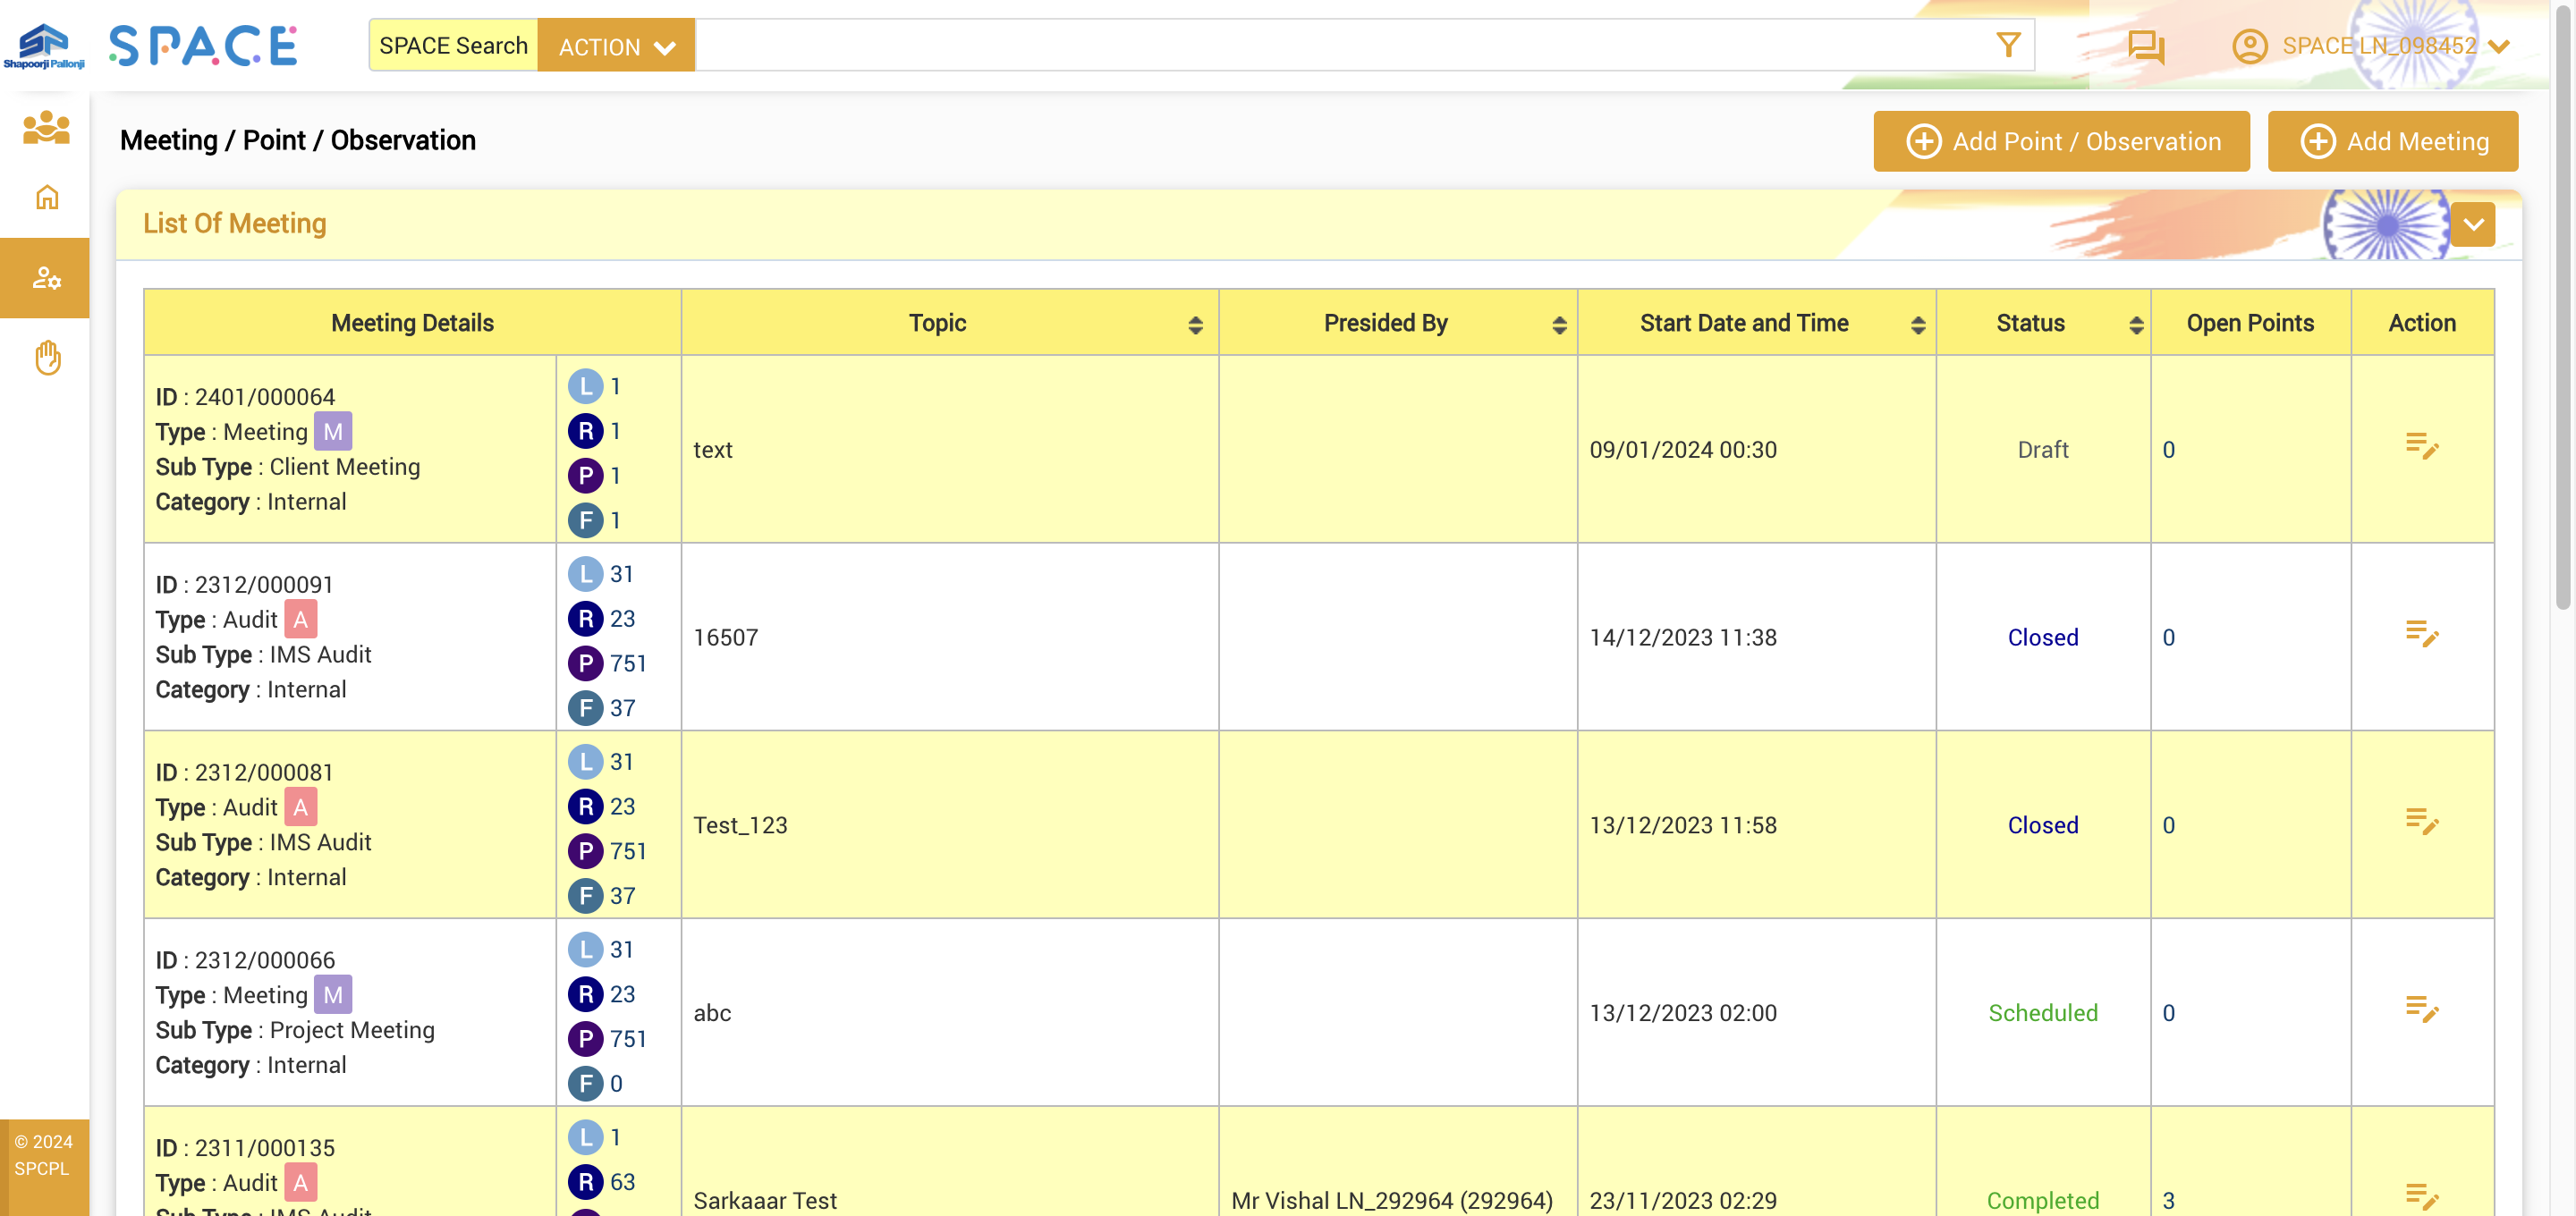 Shapoorji Pallonji
SPACE
SPACE Search ACTION
SPACE LN_098452
Meeting / Point / Observation
Add Point / Observation
Add Meeting
List Of Meeting
Meeting Details Topic Presided By Start Date and Time Status Open Points Action
ID : 2401/000064
Type : Meeting M
Sub Type : Client Meeting
Category : Internal
L 1
R 1
P 1
F 1
text
09/01/2024 00:30
Draft
0
ID : 2312/000091
Type : Audit A
Sub Type : IMS Audit
Category : Internal
L 31
R 23
P 751
F 37
16507
14/12/2023 11:38
Closed
0
ID : 2312/000081
Type : Audit A
Sub Type : IMS Audit
Category : Internal
L 31
R 23
P 751
F 37
Test_123
13/12/2023 11:58
Closed
0
ID : 2312/000066
Type : Meeting M
Sub Type : Project Meeting
Category : Internal
L 31
R 23
P 751
F 0
abc
13/12/2023 02:00
Scheduled
0
ID : 2311/000135
Type : Audit A
Sub Type : IMS Audit
L 1
R 63
Sarkaaar Test
Mr Vishal LN_292964 (292964)
23/11/2023 02:29
Completed
3
© 2024
SPCPL